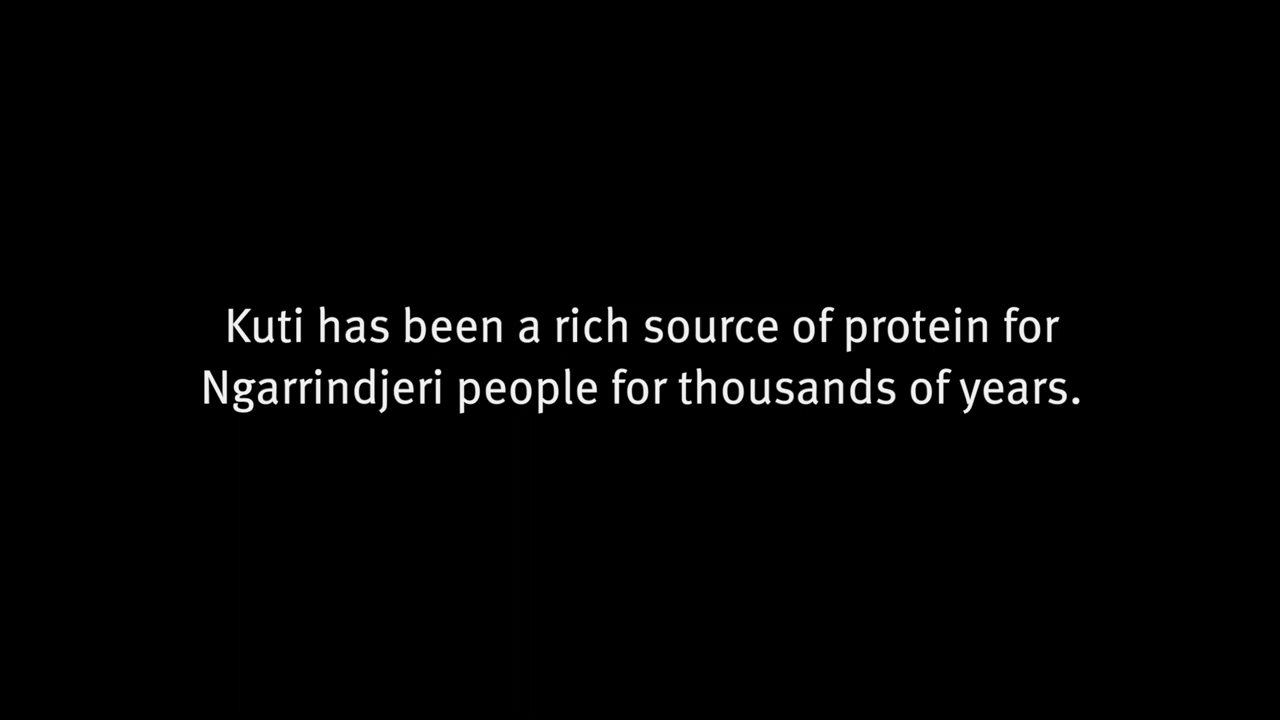 Kuti has been a rich source of protein for
Ngarrindjeri people for thousands of years.